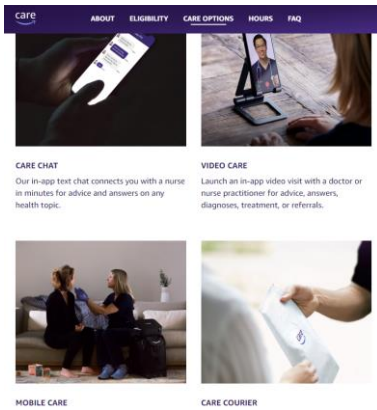 care
ABOUT ELIGIBILITY CARE OPTIONS HOURS FAQ
CARE CHAT
Our in-app text chat connects you with a nurse
in minutes for advice and answers on any
health topic.
VIDEO CARE
Launch an in-app video visit with a doctor or
nurse practitioner for advice, answers,
diagnoses, treatment, or referrals.
care
MOBILE CARE
CARE COURIER